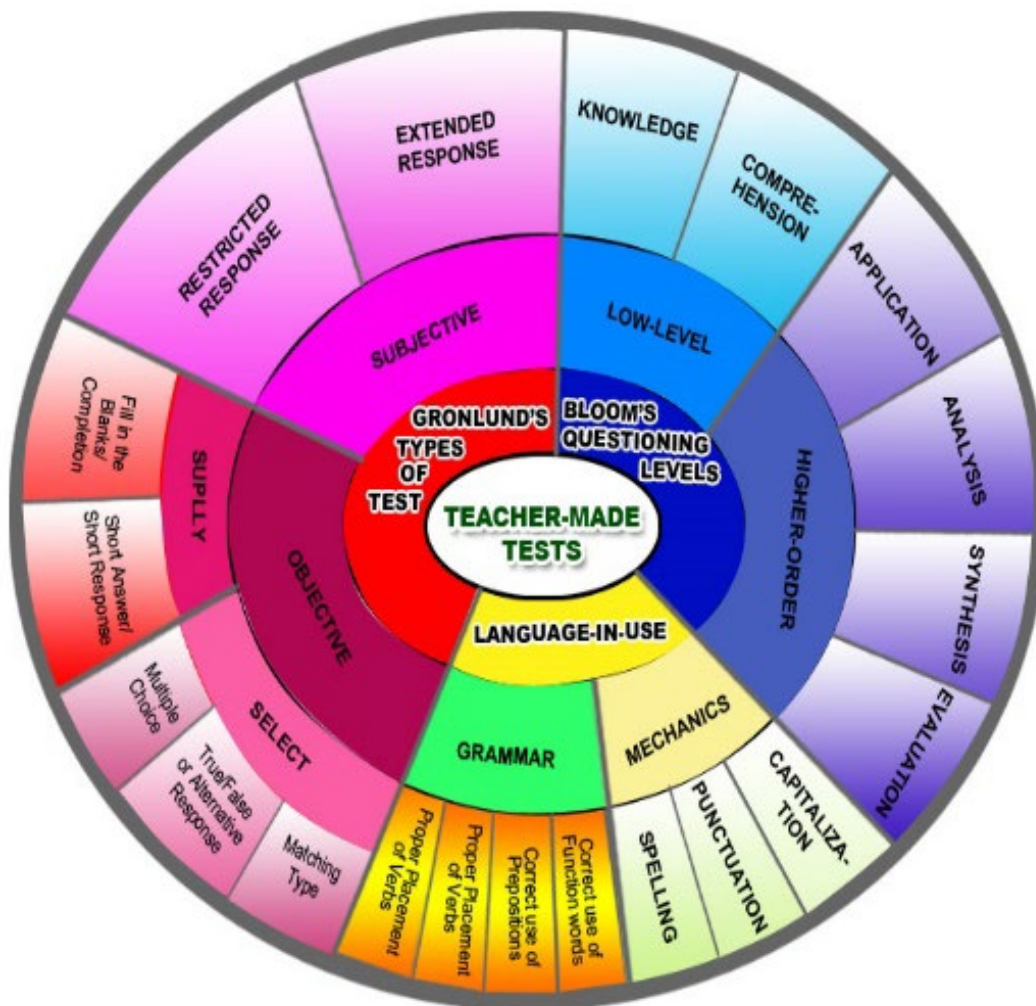 TEACHER-MADE
TESTS
GRONLUND'S
TYPES
OF
TEST
SUBJECTIVE
EXTENDED
RESPONSE
RESTRICTED
RESPONSE
OBJECTIVE
SUPLLY
Fill in the
Blanks/
Completion
Short Answer/
Short Response
SELECT
Multiple
Choice
True/False
or Alternative
Response
Matching
Type
BLOOM'S
QUESTIONING
LEVELS
LOW-LEVEL
KNOWLEDGE
COMPRE-
HENSION
HIGHER-ORDER
APPLICATION
ANALYSIS
SYNTHESIS
EVALUATION
LANGUAGE-IN-USE
GRAMMAR
Proper Placement
of Verbs
Proper Placement
of Verbs
Correct use of
Prepositions
Correct use of
Function words
MECHANICS
SPELLING
PUNCTUATION
CAPITALIZA-
TION